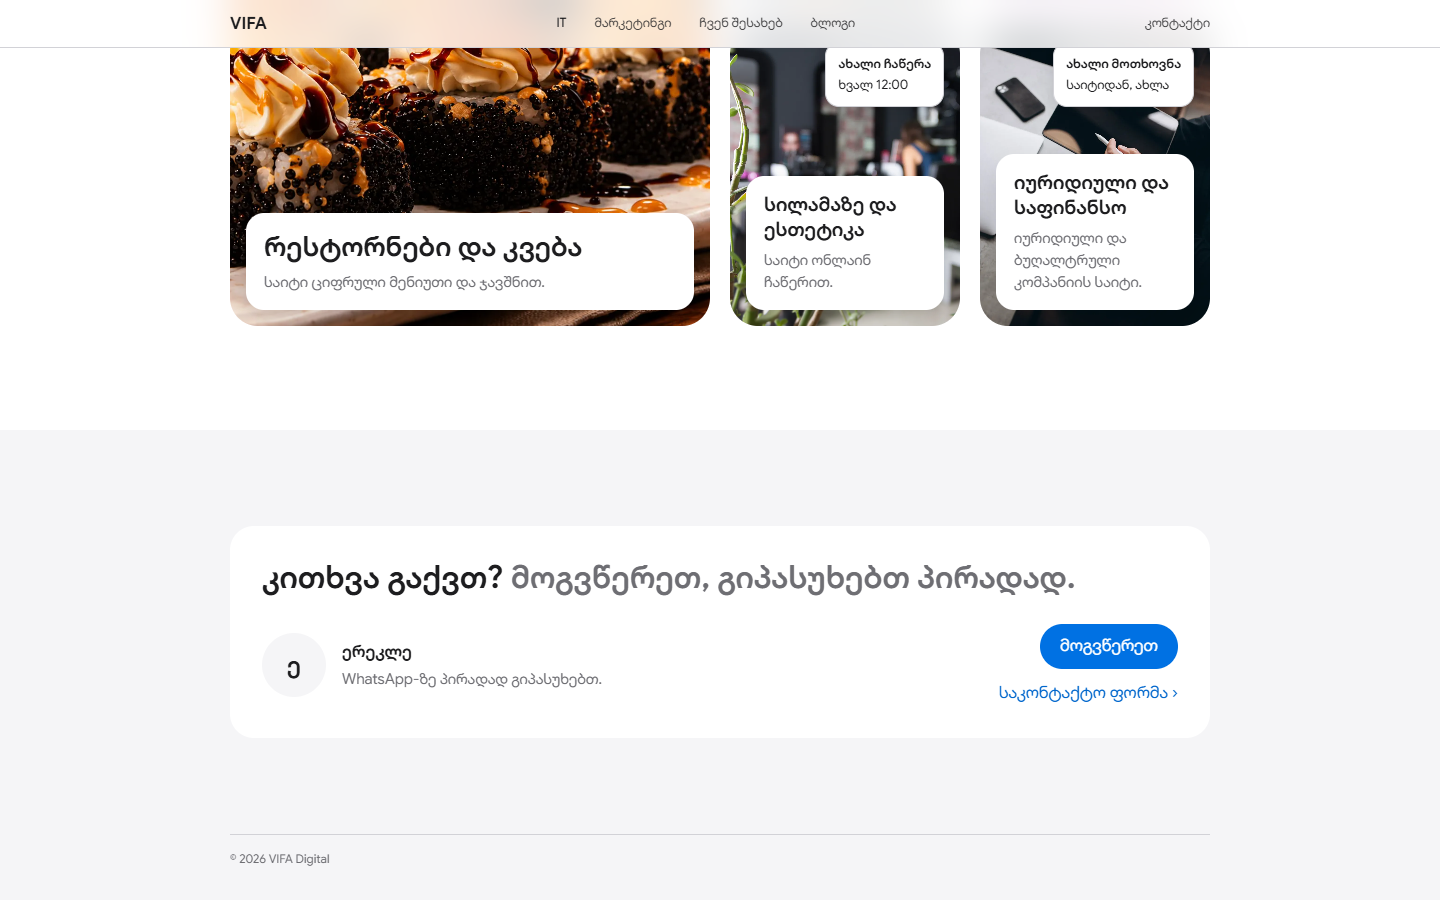 VIFA
IT
მარკეტინგი
ჩვენ შესახებ
ბლოგი
კონტაქტი
ახალი ჩაწერა
ხვალ 12:00
ახალი მოთხოვნა
საიტიდან, ახლა
რესტორნები და კვება
საიტი ციფრული მენიუთი და ჯავშნით.
სილამაზე და
ესთეტიკა
საიტი ონლაინ
ჩაწერით.
იურიდიული და
საფინანსო
იურიდიული და
ბუღალტრული
კომპანიის საიტი.
კითხვა გაქვთ? მოგვწერეთ, გიპასუხებთ პირადად.
ე
ერეკლე
WhatsApp-ზე პირადად გიპასუხებთ.
მოგვწერეთ
საკონტაქტო ფორმა ›
© 2026 VIFA Digital